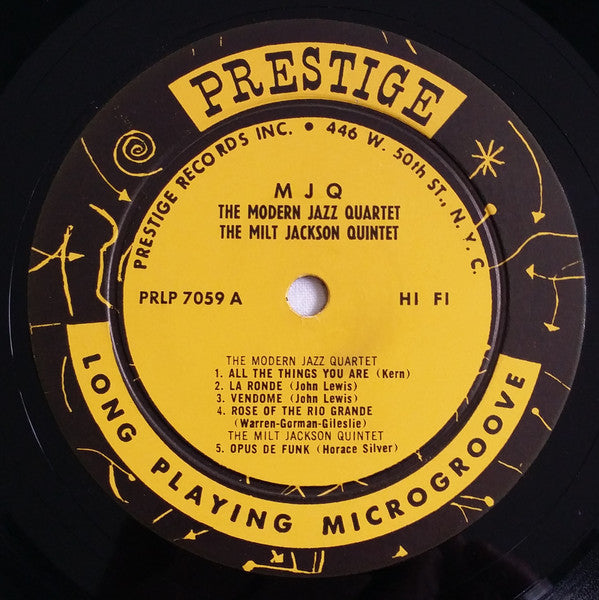 PRESTIGE
PRESTIGE RECORDS INC. • 446 W. 50th ST., N.Y.C.
M J Q
THE MODERN JAZZ QUARTET
THE MILT JACKSON QUINTET
PRLP 7059 A HI FI
THE MODERN JAZZ QUARTET
1. ALL THE THINGS YOU ARE (Kern)
2. LA RONDE (John Lewis)
3. VENDOME (John Lewis)
4. ROSE OF THE RIO GRANDE
(Warren-Gorman-Gileslie)
THE MILT JACKSON QUINTET
5. OPUS DE FUNK (Horace Silver)
LONG PLAYING MICROGROOVE